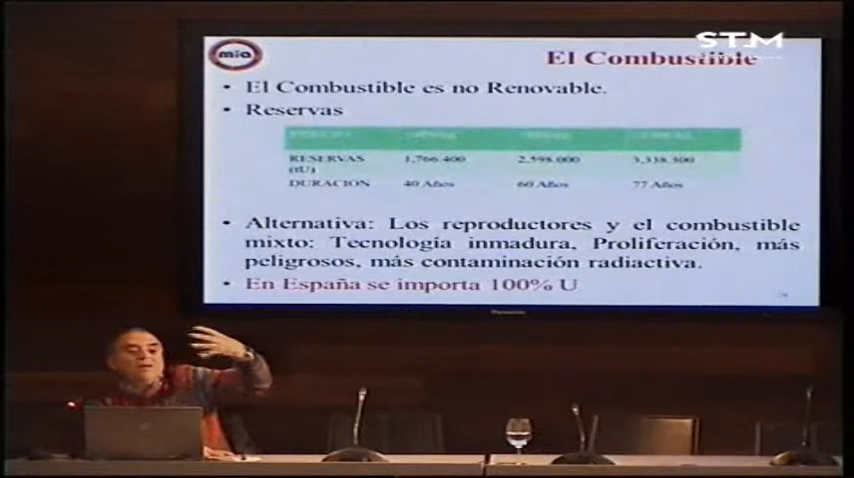 STM
mia
El Combustible
• El Combustible es no Renovable.
• Reservas
RESERVAS (tU) 1,766.400 2,598.000 3,338.300
DURACION 40 Años 60 Años 77 Años
• Alternativa: Los reproductores y el combustible
mixto: Tecnología inmadura, Proliferación, más
peligrosos, más contaminación radiactiva.
• En España se importa 100% U
Panasonic